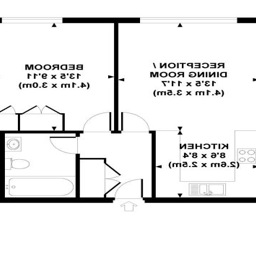 BEDROOM
13'5 x 9'11
(4.1m x 3.0m)
RECEPTION /
DINING ROOM
13'5 x 11'7
(4.1m x 3.5m)
KITCHEN
8'6 x 8'4
(2.6m x 2.5m)